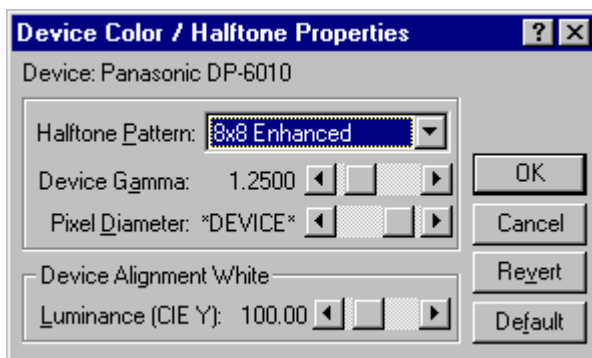 Device Color / Halftone Properties
Device: Panasonic DP-6010
Halftone Pattern: 8x8 Enhanced
Device Gamma: 1.2500
Pixel Diameter: *DEVICE*
Device Alignment White
Luminance (CIE Y): 100.00
OK
Cancel
Revert
Default